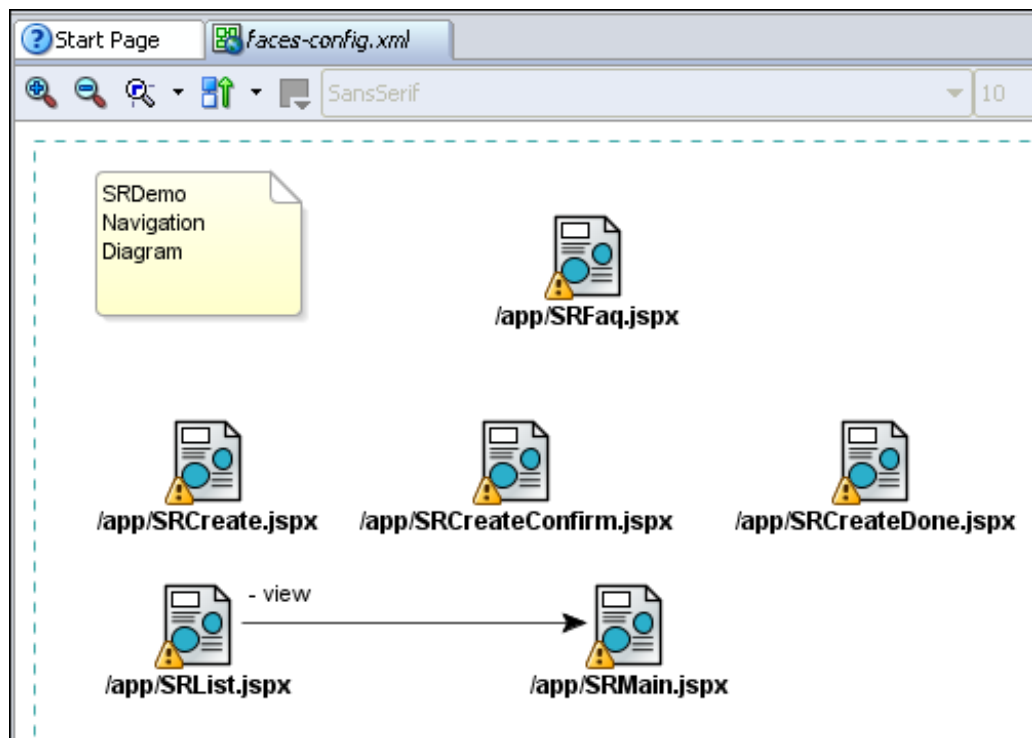 Start Page
faces-config.xml
SansSerif
10
SRDemo
Navigation
Diagram
/app/SRFaq.jspx
/app/SRCreate.jspx
/app/SRCreateConfirm.jspx
/app/SRCreateDone.jspx
- view
/app/SRList.jspx
/app/SRMain.jspx